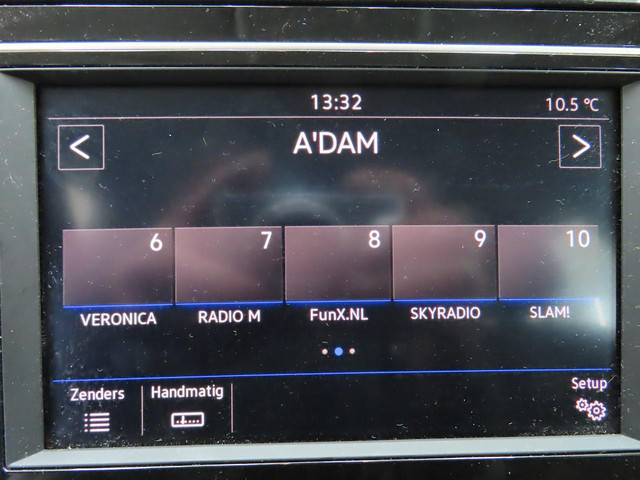 13:32 10.5 °C
< A'DAM >
6 7 8 9 10
VERONICA RADIO M FunX.NL SKYRADIO SLAM!
Zenders Handmatig Setup